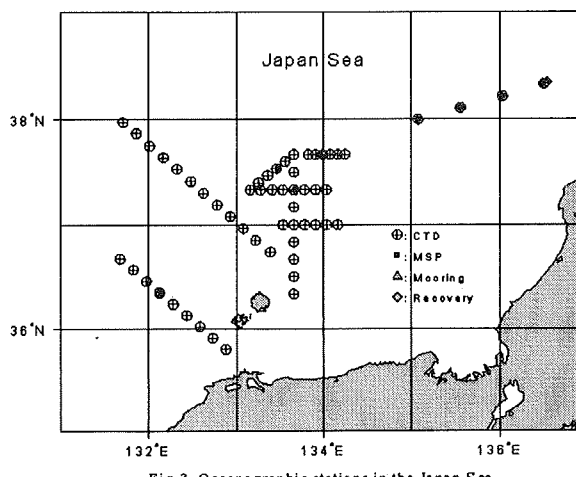 Japan Sea
38°N
36°N
: CTD
: MSP
: Mooring
: Recovery
132°E
134°E
136°E
Fig.3 Oceanographic stations in the Japan Sea